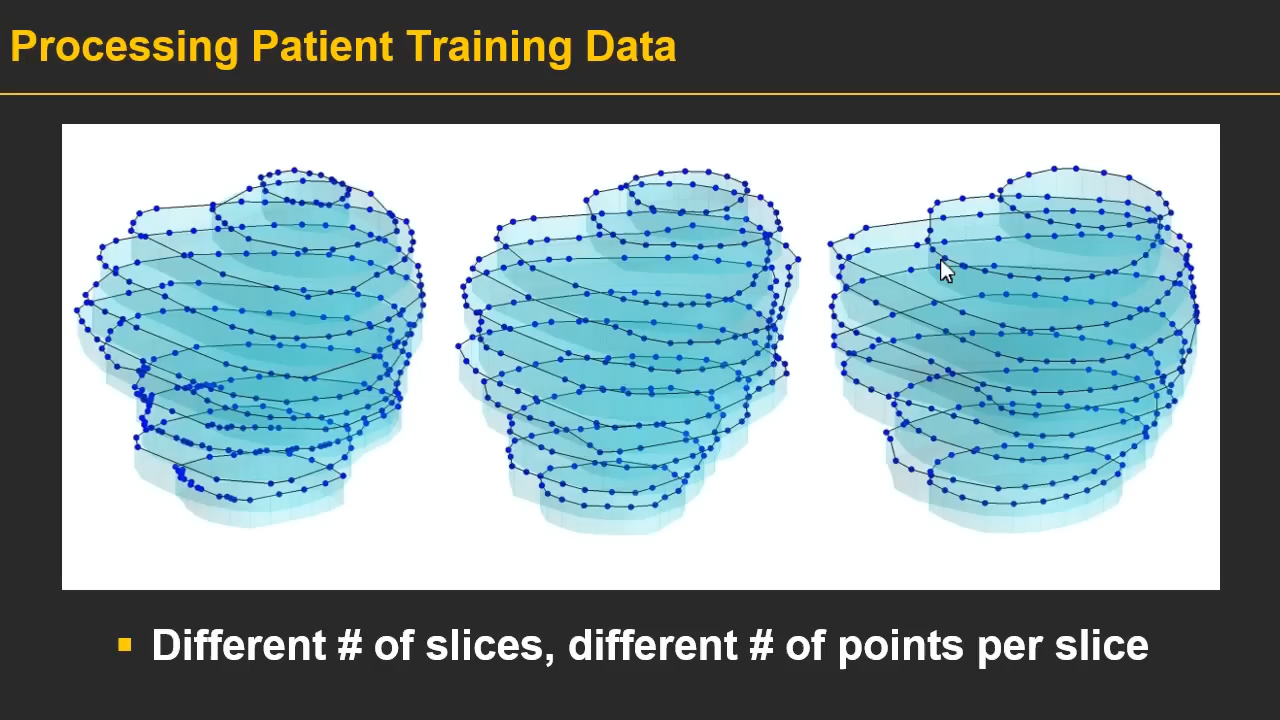 Processing Patient Training Data
Different # of slices, different # of points per slice